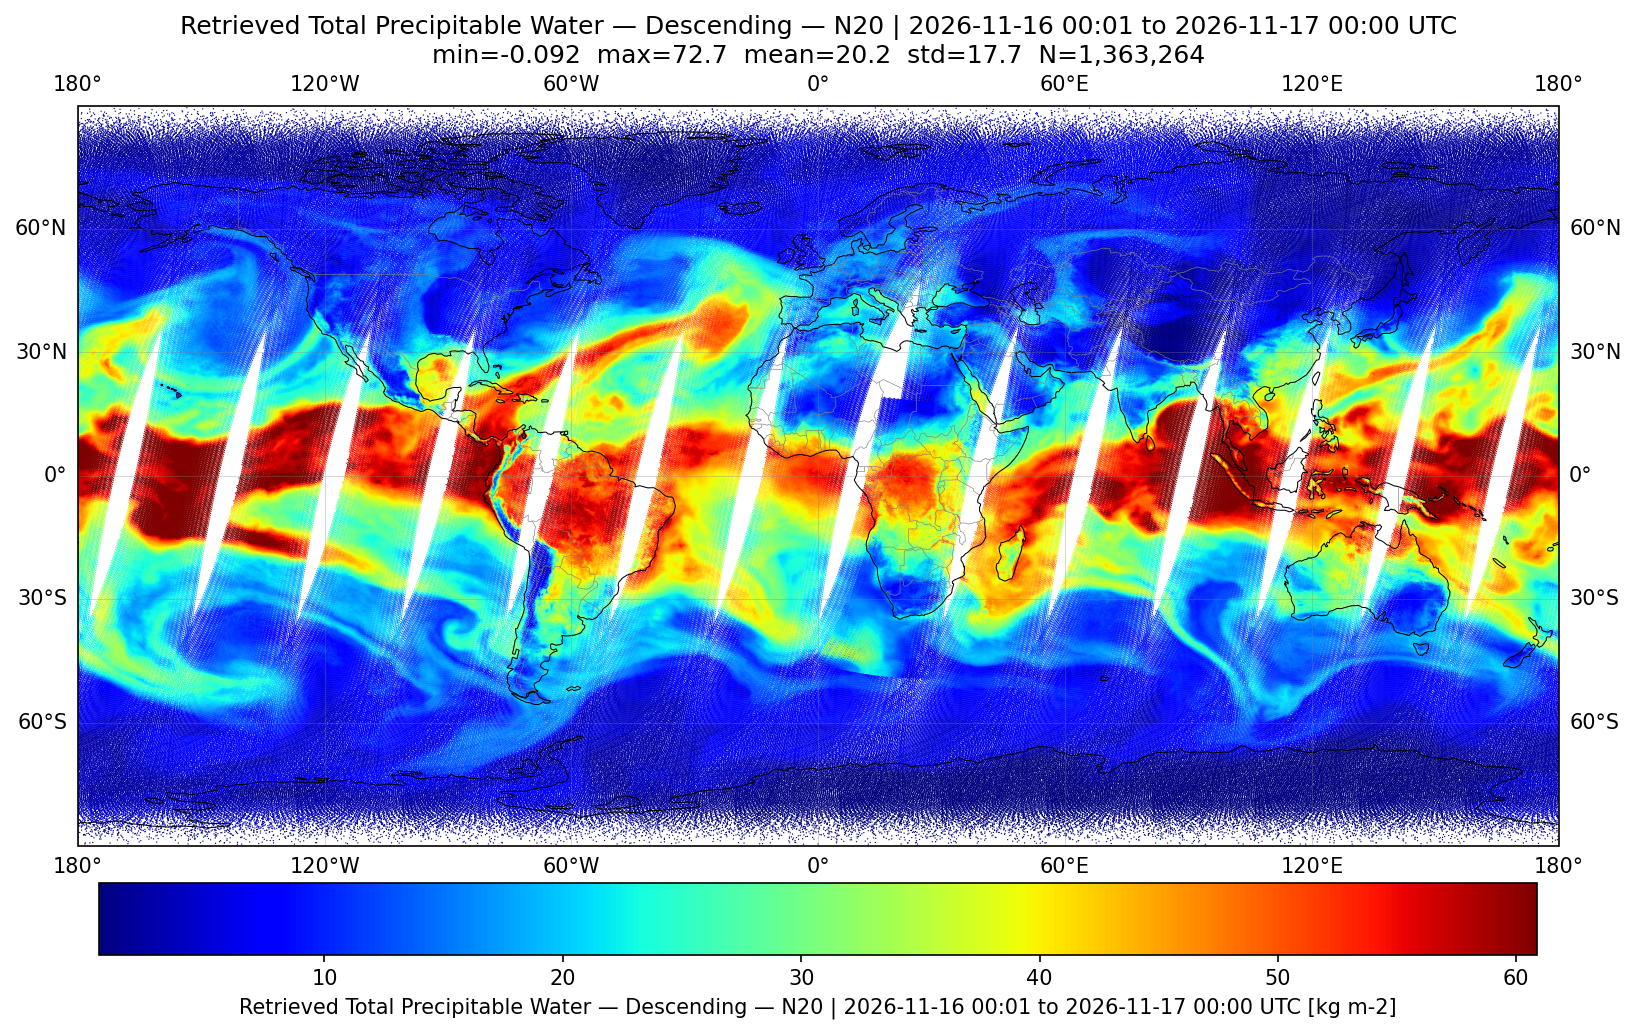 Retrieved Total Precipitable Water — Descending — N20 | 2026-11-16 00:01 to 2026-11-17 00:00 UTC
min=-0.092 max=72.7 mean=20.2 std=17.7 N=1,363,264
180° 120°W 60°W 0° 60°E 120°E 180°
60°N 60°N
30°N 30°N
0° 0°
30°S 30°S
60°S 60°S
180° 120°W 60°W 0° 60°E 120°E 180°
10 20 30 40 50 60
Retrieved Total Precipitable Water — Descending — N20 | 2026-11-16 00:01 to 2026-11-17 00:00 UTC [kg m-2]